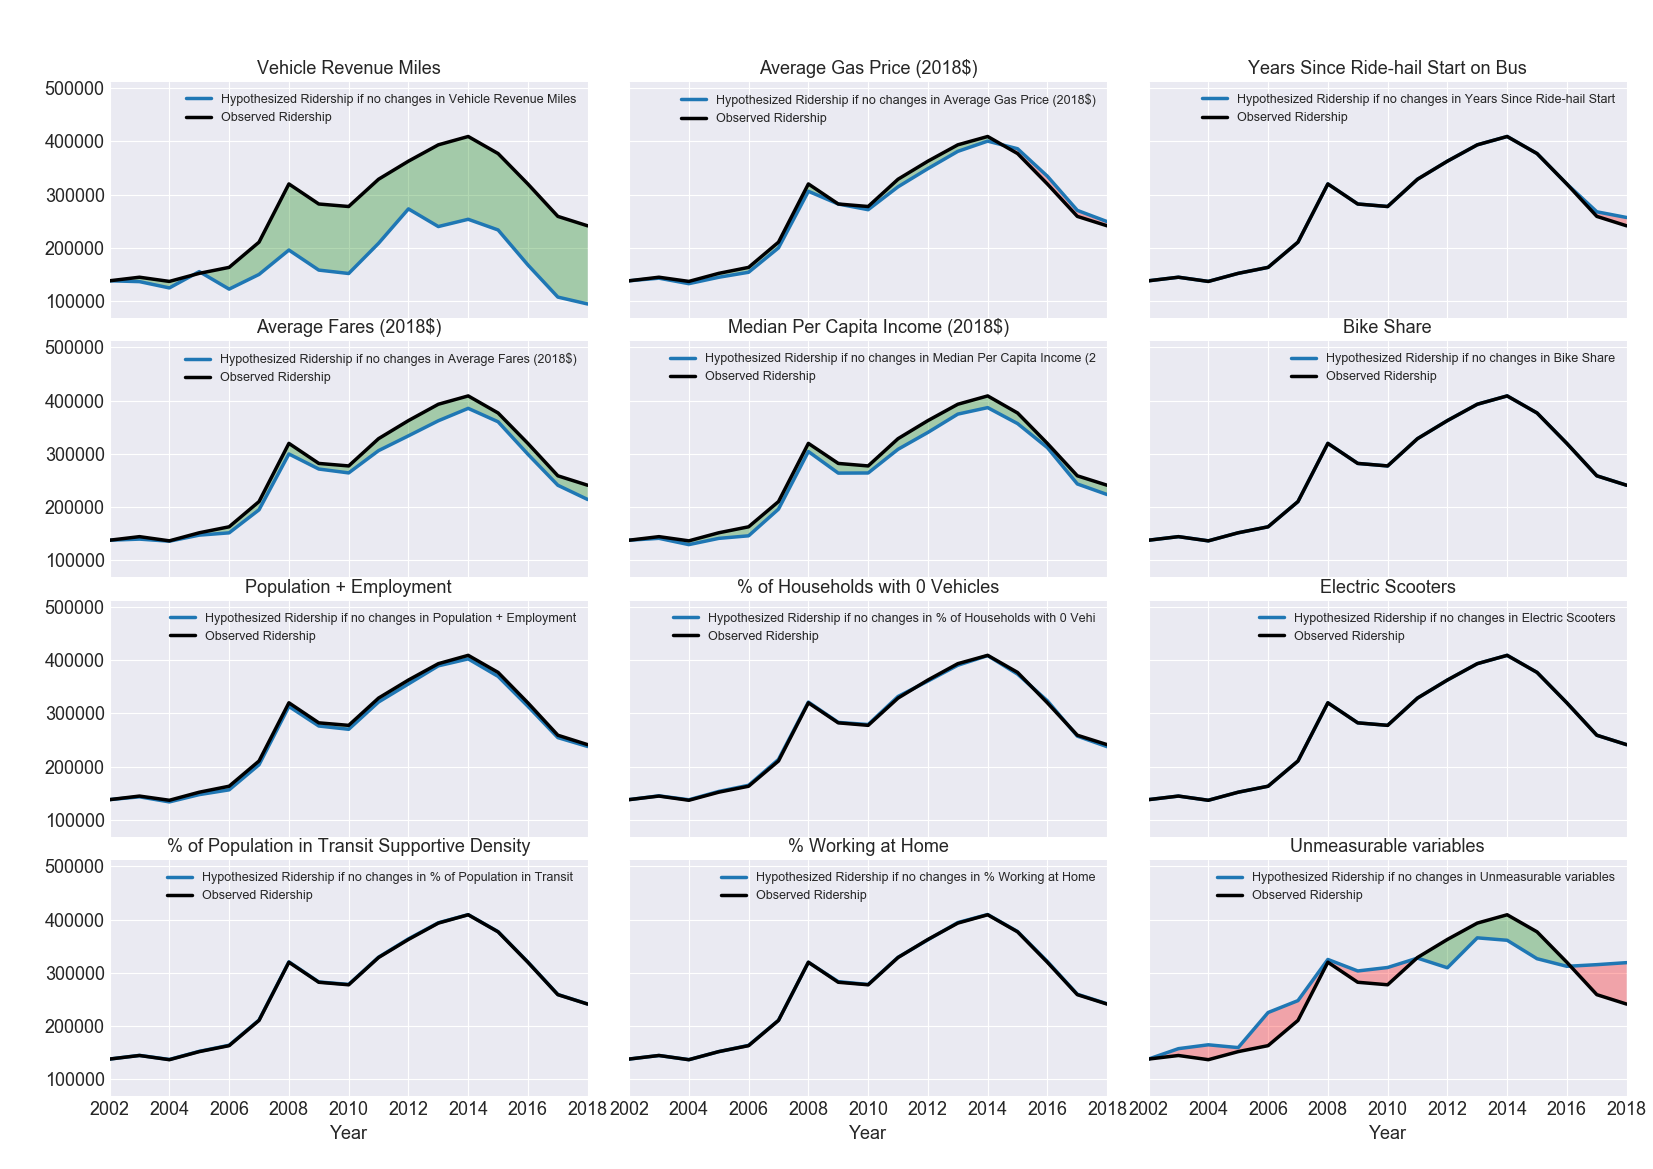 Vehicle Revenue Miles
Average Gas Price (2018$)
Years Since Ride-hail Start on Bus
500000
400000
300000
200000
100000
Hypothesized Ridership if no changes in Vehicle Revenue Miles
Observed Ridership
Hypothesized Ridership if no changes in Average Gas Price (2018$)
Observed Ridership
Hypothesized Ridership if no changes in Years Since Ride-hail Start
Observed Ridership
Average Fares (2018$)
Median Per Capita Income (2018$)
Bike Share
500000
400000
300000
200000
100000
Hypothesized Ridership if no changes in Average Fares (2018$)
Observed Ridership
Hypothesized Ridership if no changes in Median Per Capita Income (2
Observed Ridership
Hypothesized Ridership if no changes in Bike Share
Observed Ridership
Population + Employment
% of Households with 0 Vehicles
Electric Scooters
500000
400000
300000
200000
100000
Hypothesized Ridership if no changes in Population + Employment
Observed Ridership
Hypothesized Ridership if no changes in % of Households with 0 Vehi
Observed Ridership
Hypothesized Ridership if no changes in Electric Scooters
Observed Ridership
% of Population in Transit Supportive Density
% Working at Home
Unmeasurable variables
500000
400000
300000
200000
100000
Hypothesized Ridership if no changes in % of Population in Transit
Observed Ridership
Hypothesized Ridership if no changes in % Working at Home
Observed Ridership
Hypothesized Ridership if no changes in Unmeasurable variables
Observed Ridership
2002 2004 2006 2008 2010 2012 2014 2016 2018
2002 2004 2006 2008 2010 2012 2014 2016 2018
2002 2004 2006 2008 2010 2012 2014 2016 2018
Year
Year
Year